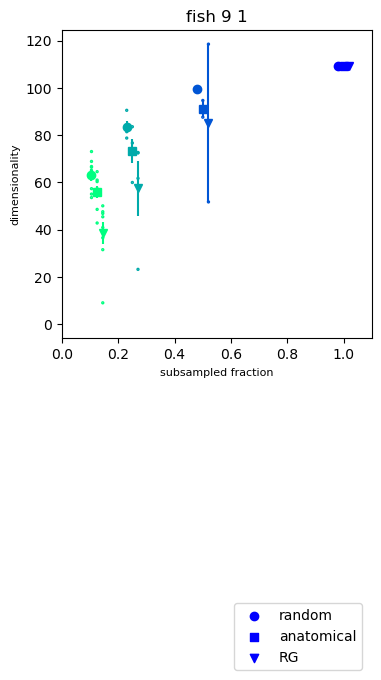 fish 9 1
120
100
80
60
40
20
0
dimensionality
0.0 0.2 0.4 0.6 0.8 1.0
subsampled fraction
random
anatomical
RG